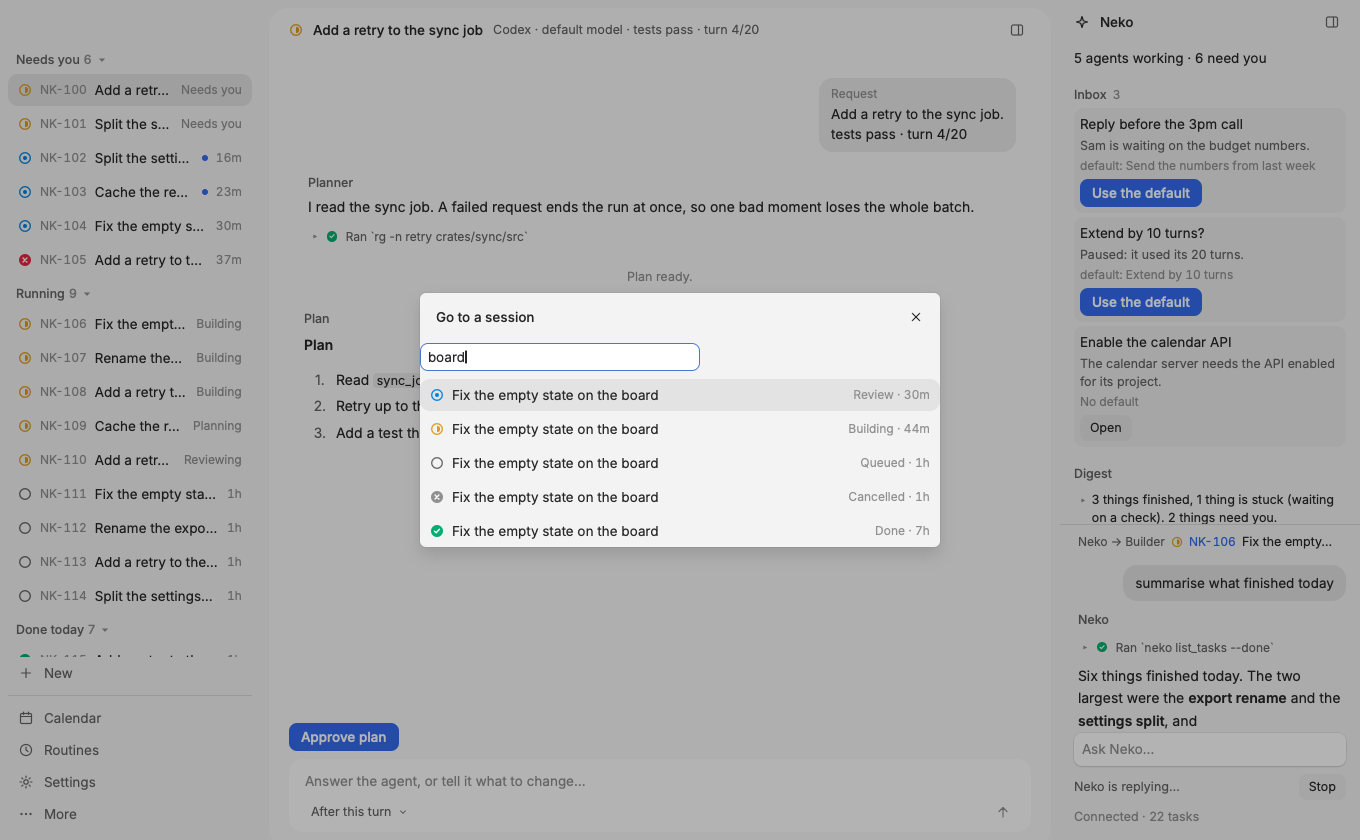 Needs you 6
NK-100 Add a retr... Needs you
NK-101 Split the s... Needs you
NK-102 Split the setti... 16m
NK-103 Cache the re... 23m
NK-104 Fix the empty s... 30m
NK-105 Add a retry to t... 37m
Running 9
NK-106 Fix the empt... Building
NK-107 Rename the... Building
NK-108 Add a retry t... Building
NK-109 Cache the r... Planning
NK-110 Add a retr... Reviewing
NK-111 Fix the empty sta... 1h
NK-112 Rename the expo... 1h
NK-113 Add a retry to the... 1h
NK-114 Split the settings... 1h
Done today 7
New
Calendar
Routines
Settings
More
Add a retry to the sync job Codex · default model · tests pass · turn 4/20
Request
Add a retry to the sync job.
tests pass · turn 4/20
Planner
I read the sync job. A failed request ends the run at once, so one bad moment loses the whole batch.
Ran `rg -n retry crates/sync/src`
Plan ready.
Plan
Plan
1. Read
2. Retry up to
3. Add a test
Go to a session
board
Fix the empty state on the board Review · 30m
Fix the empty state on the board Building · 44m
Fix the empty state on the board Queued · 1h
Fix the empty state on the board Cancelled · 1h
Fix the empty state on the board Done · 7h
Approve plan
Answer the agent, or tell it what to change...
After this turn
Neko
5 agents working · 6 need you
Inbox 3
Reply before the 3pm call
Sam is waiting on the budget numbers.
default: Send the numbers from last week
Use the default
Extend by 10 turns?
Paused: it used its 20 turns.
default: Extend by 10 turns
Use the default
Enable the calendar API
The calendar server needs the API enabled
for its project.
No default
Open
Digest
3 things finished, 1 thing is stuck (waiting
on a check). 2 things need you.
Neko → Builder NK-106 Fix the empty...
summarise what finished today
Neko
Ran `neko list_tasks --done`
Six things finished today. The two
largest were the export rename and the
settings split, and
Ask Neko...
Neko is replying... Stop
Connected · 22 tasks